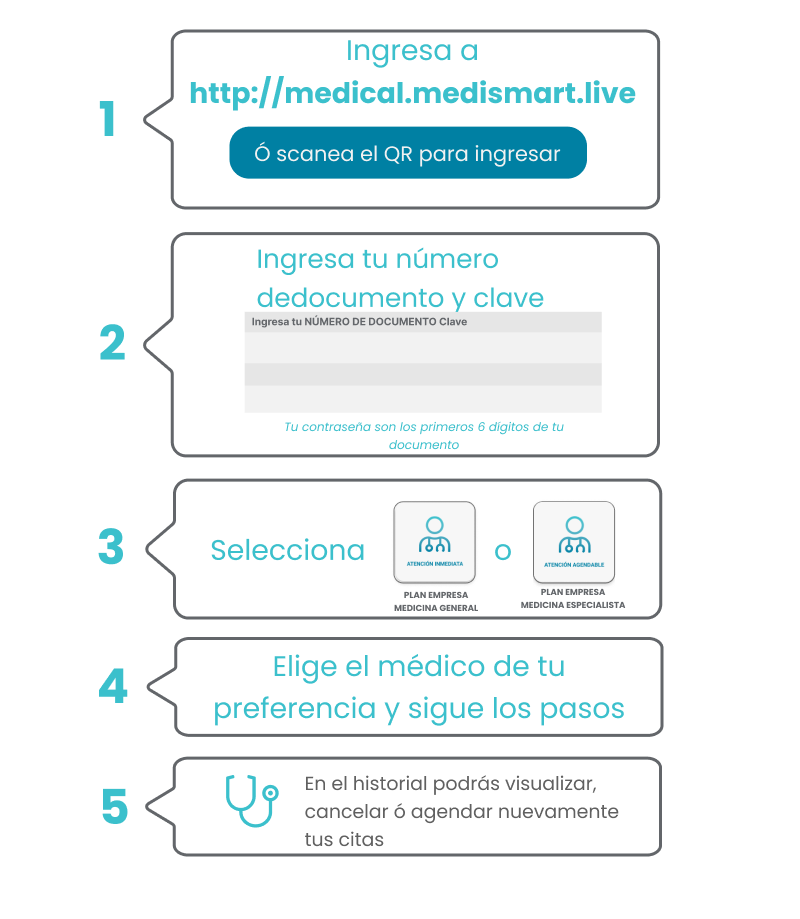 Ingresa a
1
http://medical.medismart.live
Ó scanea el QR para ingresar
Ingresa tu número
dedocumento y clave
2
Ingresa tu NÚMERO DE DOCUMENTO Clave
Tu contraseña son los primeros 6 digitos de tu
documento
3
Selecciona
ATENCIÓN INMEDIATA
PLAN EMPRESA
MEDICINA GENERAL
o
ATENCIÓN AGENDABLE
PLAN EMPRESA
MEDICINA ESPECIALISTA
4
Elige el médico de tu
preferencia y sigue los pasos
5
En el historial podrás visualizar,
cancelar ó agendar nuevamente
tus citas